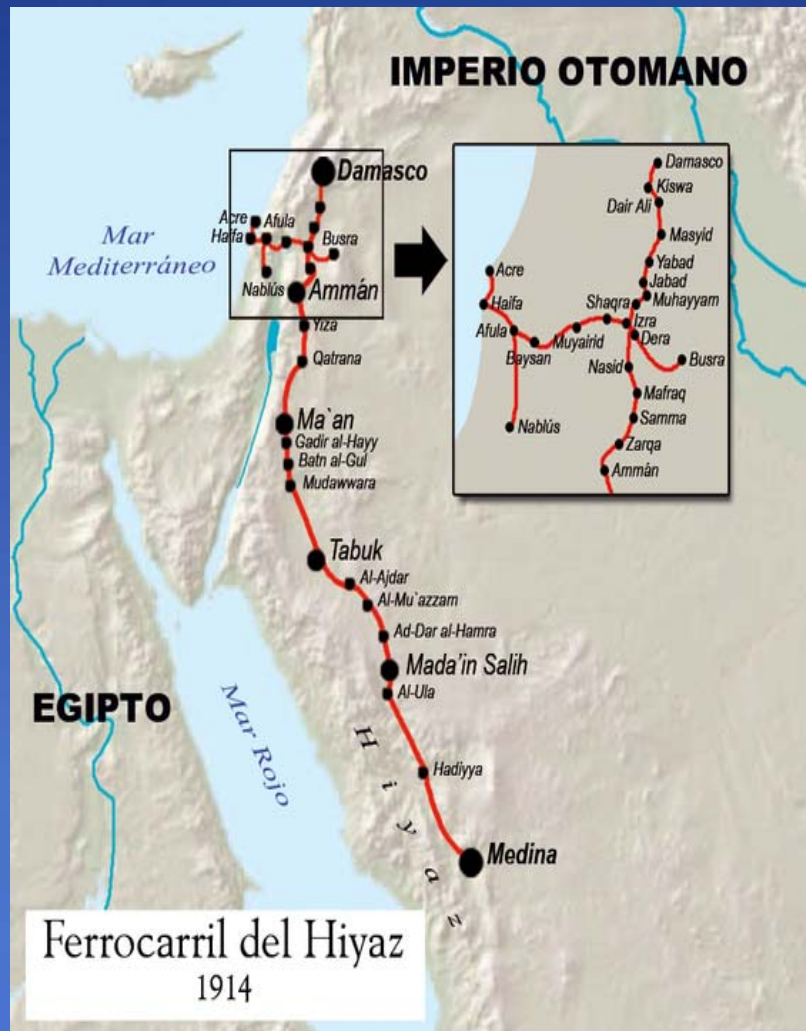 IMPERIO OTOMANO
Damasco
Acre
Afula
Haifa
Busra
Mar
Mediterráneo
Nablús
Ammán
Yiza
Qatrana
Ma`an
Gadir al-Hayy
Batn al-Gul
Mudawwara
Tabuk
Al-Ajdar
Al-Mu`azzam
Ad-Dar al-Hamra
Mada'in Salih
Al-Ula
EGIPTO
Mar Rojo
Hiyaz
Hadiyya
Medina
Damasco
Kiswa
Dair Ali
Masyid
Yabad
Jabad
Muhayyam
Shaqra
Izra
Dera
Acre
Haifa
Afula
Baysan
Muyairid
Nasid
Busra
Mafraq
Samma
Nablús
Zarqa
Ammán
Ferrocarril del Hiyaz
1914